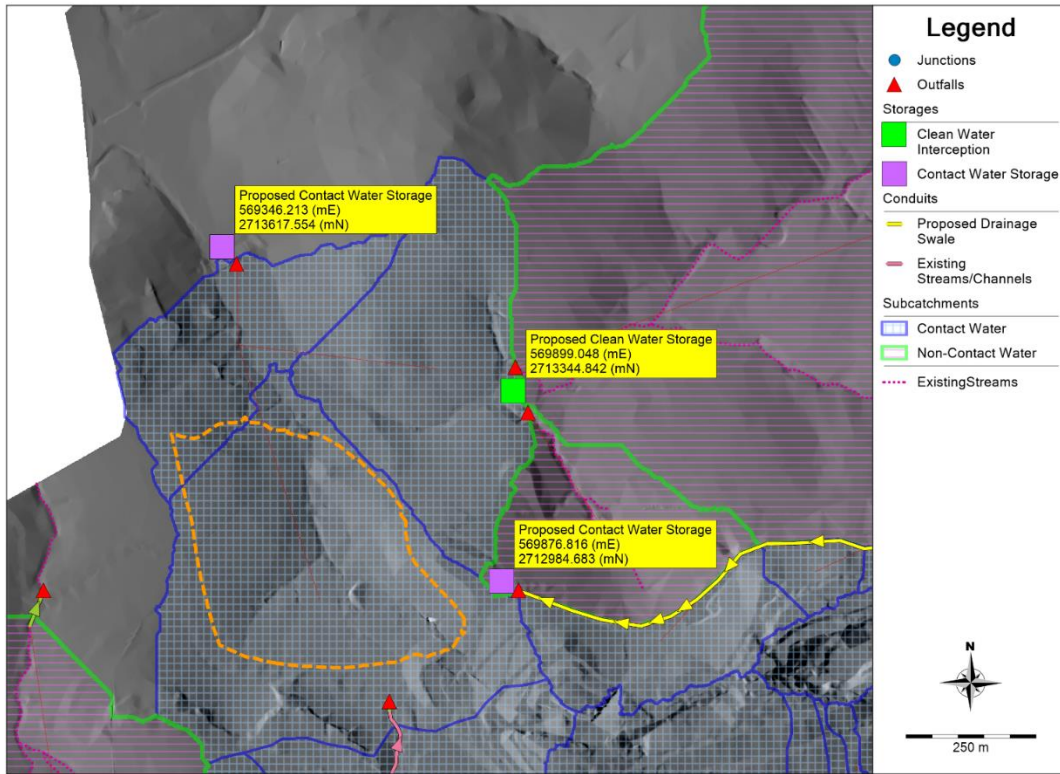 Proposed Contact Water Storage
569346.213 (mE)
2713617.554 (mN)
Proposed Clean Water Storage
569899.048 (mE)
2713344.842 (mN)
Proposed Contact Water Storage
569876.816 (mE)
2712984.683 (mN)
Legend
Junctions
Outfalls
Storages
Clean Water
Interception
Contact Water Storage
Conduits
Proposed Drainage
Swale
Existing
Streams/Channels
Subcatchments
Contact Water
Non-Contact Water
ExistingStreams
N
250 m